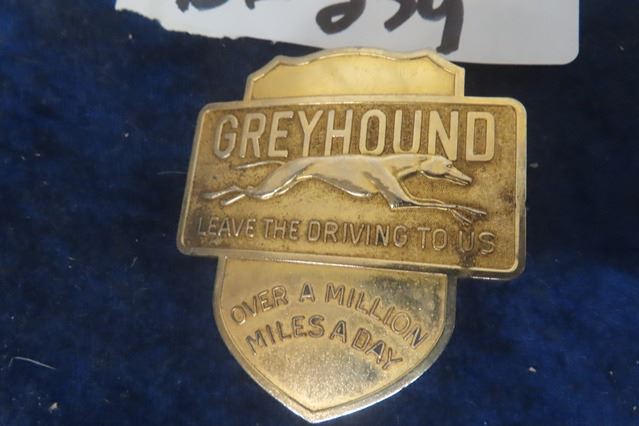 GREYHOUND
LEAVE THE DRIVING TO US
OVER A MILLION
MILES A DAY